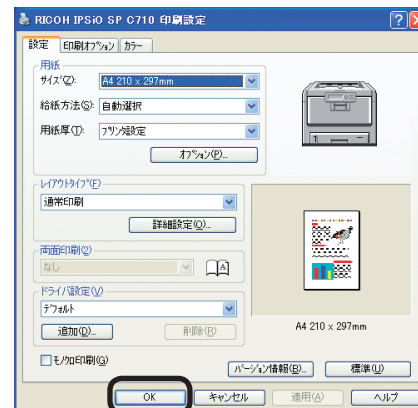 RICOH IPSiO SP C710 印刷設定
設定 印刷オプション カラー
用紙
サイズ(Z): A4 210 x 297mm
給紙方法(S): 自動選択
用紙厚(T): プリンタ設定
オプション(P)...
レイアウトタイプ(E)
通常印刷
詳細設定(O)...
両面印刷(2)
なし
A
ドライバ設定(V)
デフォルト
追加(D)...
削除(R)
A4 210 x 297mm
モノクロ印刷(G)
バージョン情報(B)... 標準(U)
OK キャンセル 適用(A) ヘルプ